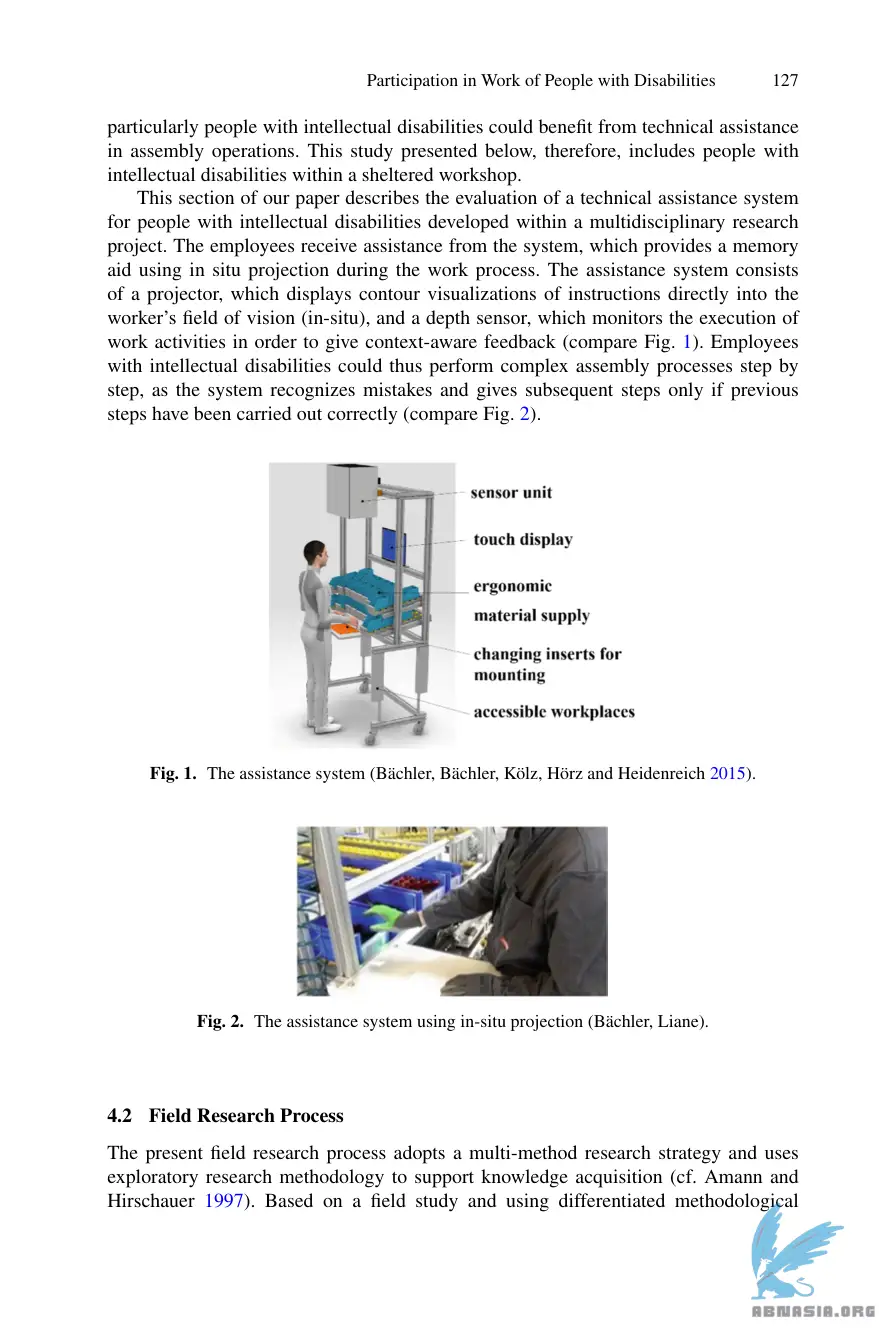 Participation in Work of People with Disabilities 127
particularly people with intellectual disabilities could benefit from technical assistance
in assembly operations. This study presented below, therefore, includes people with
intellectual disabilities within a sheltered workshop.
This section of our paper describes the evaluation of a technical assistance system
for people with intellectual disabilities developed within a multidisciplinary research
project. The employees receive assistance from the system, which provides a memory
aid using in situ projection during the work process. The assistance system consists
of a projector, which displays contour visualizations of instructions directly into the
worker's field of vision (in-situ), and a depth sensor, which monitors the execution of
work activities in order to give context-aware feedback (compare Fig. 1). Employees
with intellectual disabilities could thus perform complex assembly processes step by
step, as the system recognizes mistakes and gives subsequent steps only if previous
steps have been carried out correctly (compare Fig. 2).
sensor unit
touch display
ergonomic
material supply
changing inserts for
mounting
accessible workplaces
Fig. 1. The assistance system (Bächler, Bächler, Kölz, Hörz and Heidenreich 2015).
Fig. 2. The assistance system using in-situ projection (Bächler, Liane).
4.2 Field Research Process
The present field research process adopts a multi-method research strategy and uses
exploratory research methodology to support knowledge acquisition (cf. Amann and
Hirschauer 1997). Based on a field study and using differentiated methodological
ABNASIA.ORG